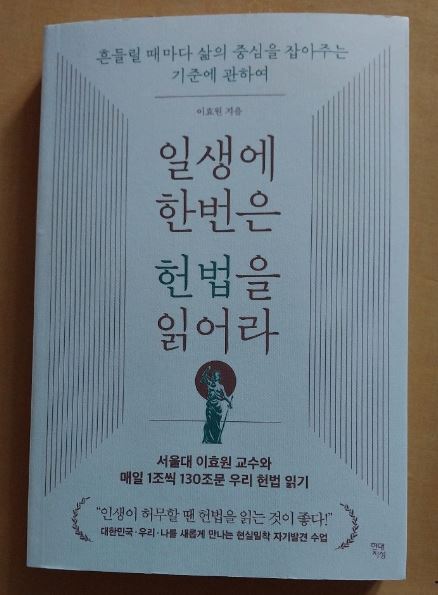 흔들릴 때마다 삶의 중심을 잡아주는
기준에 관하여
이효원 지음
일생에
한번은
헌법을
읽어라
서울대 이효원 교수와
매일 1조씩 130조문 우리 헌법 읽기
“인생이 허무할 땐 헌법을 읽는 것이 좋다!”
대한민국·우리·나를 새롭게 만나는 현실밀착 자기발견 수업
현대
지성